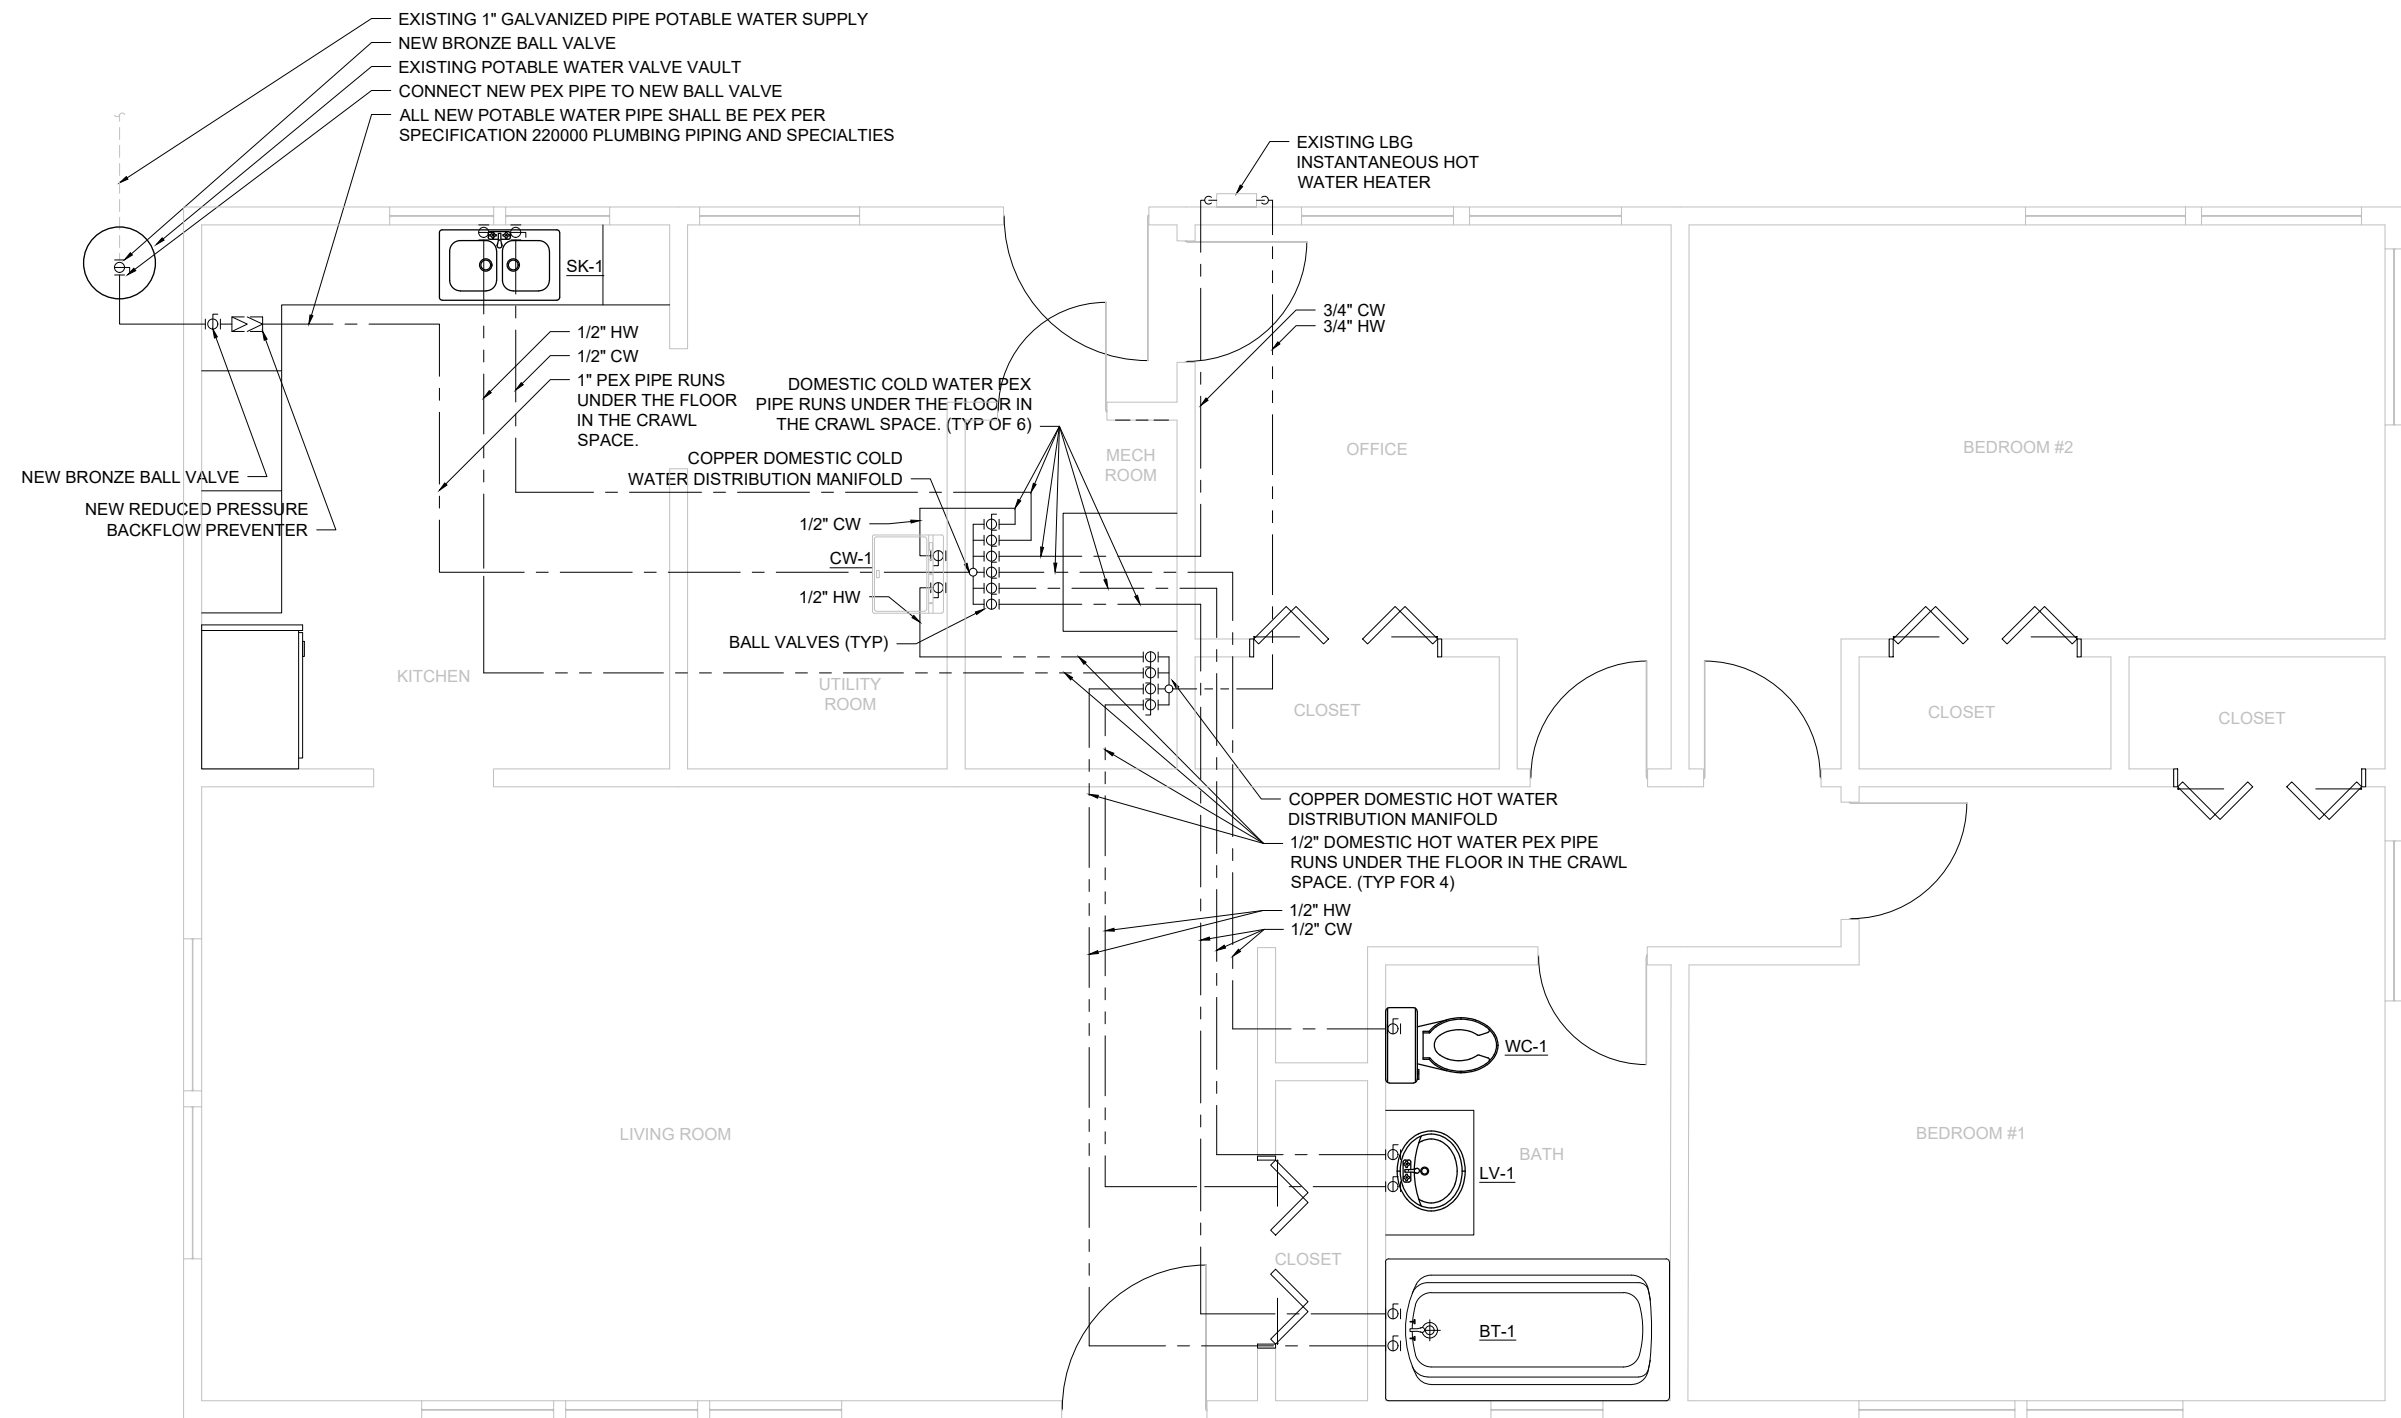 EXISTING 1" GALVANIZED PIPE POTABLE WATER SUPPLY
NEW BRONZE BALL VALVE
EXISTING POTABLE WATER VALVE VAULT
CONNECT NEW PEX PIPE TO NEW BALL VALVE
ALL NEW POTABLE WATER PIPE SHALL BE PEX PER
SPECIFICATION 220000 PLUMBING PIPING AND SPECIALTIES
EXISTING LBG
INSTANTANEOUS HOT
WATER HEATER
SK-1
3/4" CW
3/4" HW
1/2" HW
1/2" CW
1" PEX PIPE RUNS
UNDER THE FLOOR
IN THE CRAWL
SPACE.
DOMESTIC COLD WATER PEX
PIPE RUNS UNDER THE FLOOR IN
THE CRAWL SPACE. (TYP OF 6)
MECH
ROOM
OFFICE
BEDROOM #2
COPPER DOMESTIC COLD
WATER DISTRIBUTION MANIFOLD
NEW BRONZE BALL VALVE
NEW REDUCED PRESSURE
BACKFLOW PREVENTER
1/2" CW
CW-1
1/2" HW
BALL VALVES (TYP)
KITCHEN
UTILITY
ROOM
CLOSET
CLOSET
CLOSET
COPPER DOMESTIC HOT WATER
DISTRIBUTION MANIFOLD
1/2" DOMESTIC HOT WATER PEX PIPE
RUNS UNDER THE FLOOR IN THE CRAWL
SPACE. (TYP FOR 4)
1/2" HW
1/2" CW
WC-1
LIVING ROOM
BATH
BEDROOM #1
LV-1
CLOSET
BT-1